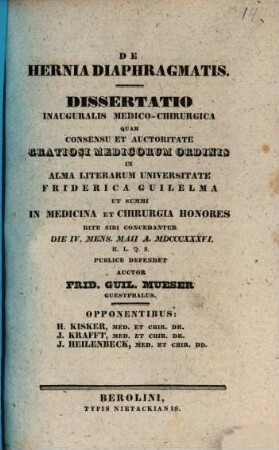 14.
DE
HERNIA DIAPHRAGMATIS.
DISSERTATIO
INAUGURALIS MEDICO-CHIRURGICA
QUAM
CONSENSU ET AUCTORITATE
GRATIOSI MEDICORUM ORDINIS
IN
ALMA LITERARUM UNIVERSITATE
FRIDERICA GUILELMA
UT SUMMI
IN MEDICINA ET CHIRURGIA HONORES
RITE SIBI CONCEDANTUR
DIE IV. MENS. MAII A. MDCCCXXXVI.
H. L. Q. S.
PUBLICE DEFENDET
AUCTOR
FRID. GUIL. MUESER
GUESTPHALUS.
OPPONENTIBUS:
H. KISKER, MED. ET CHIR. DR.
J. KRAFFT, MED. ET CHIR. DR.
J. HEILENBECK, MED. ET CHIR. DD.
BEROLINI,
TYPIS NIETACKIANIS.